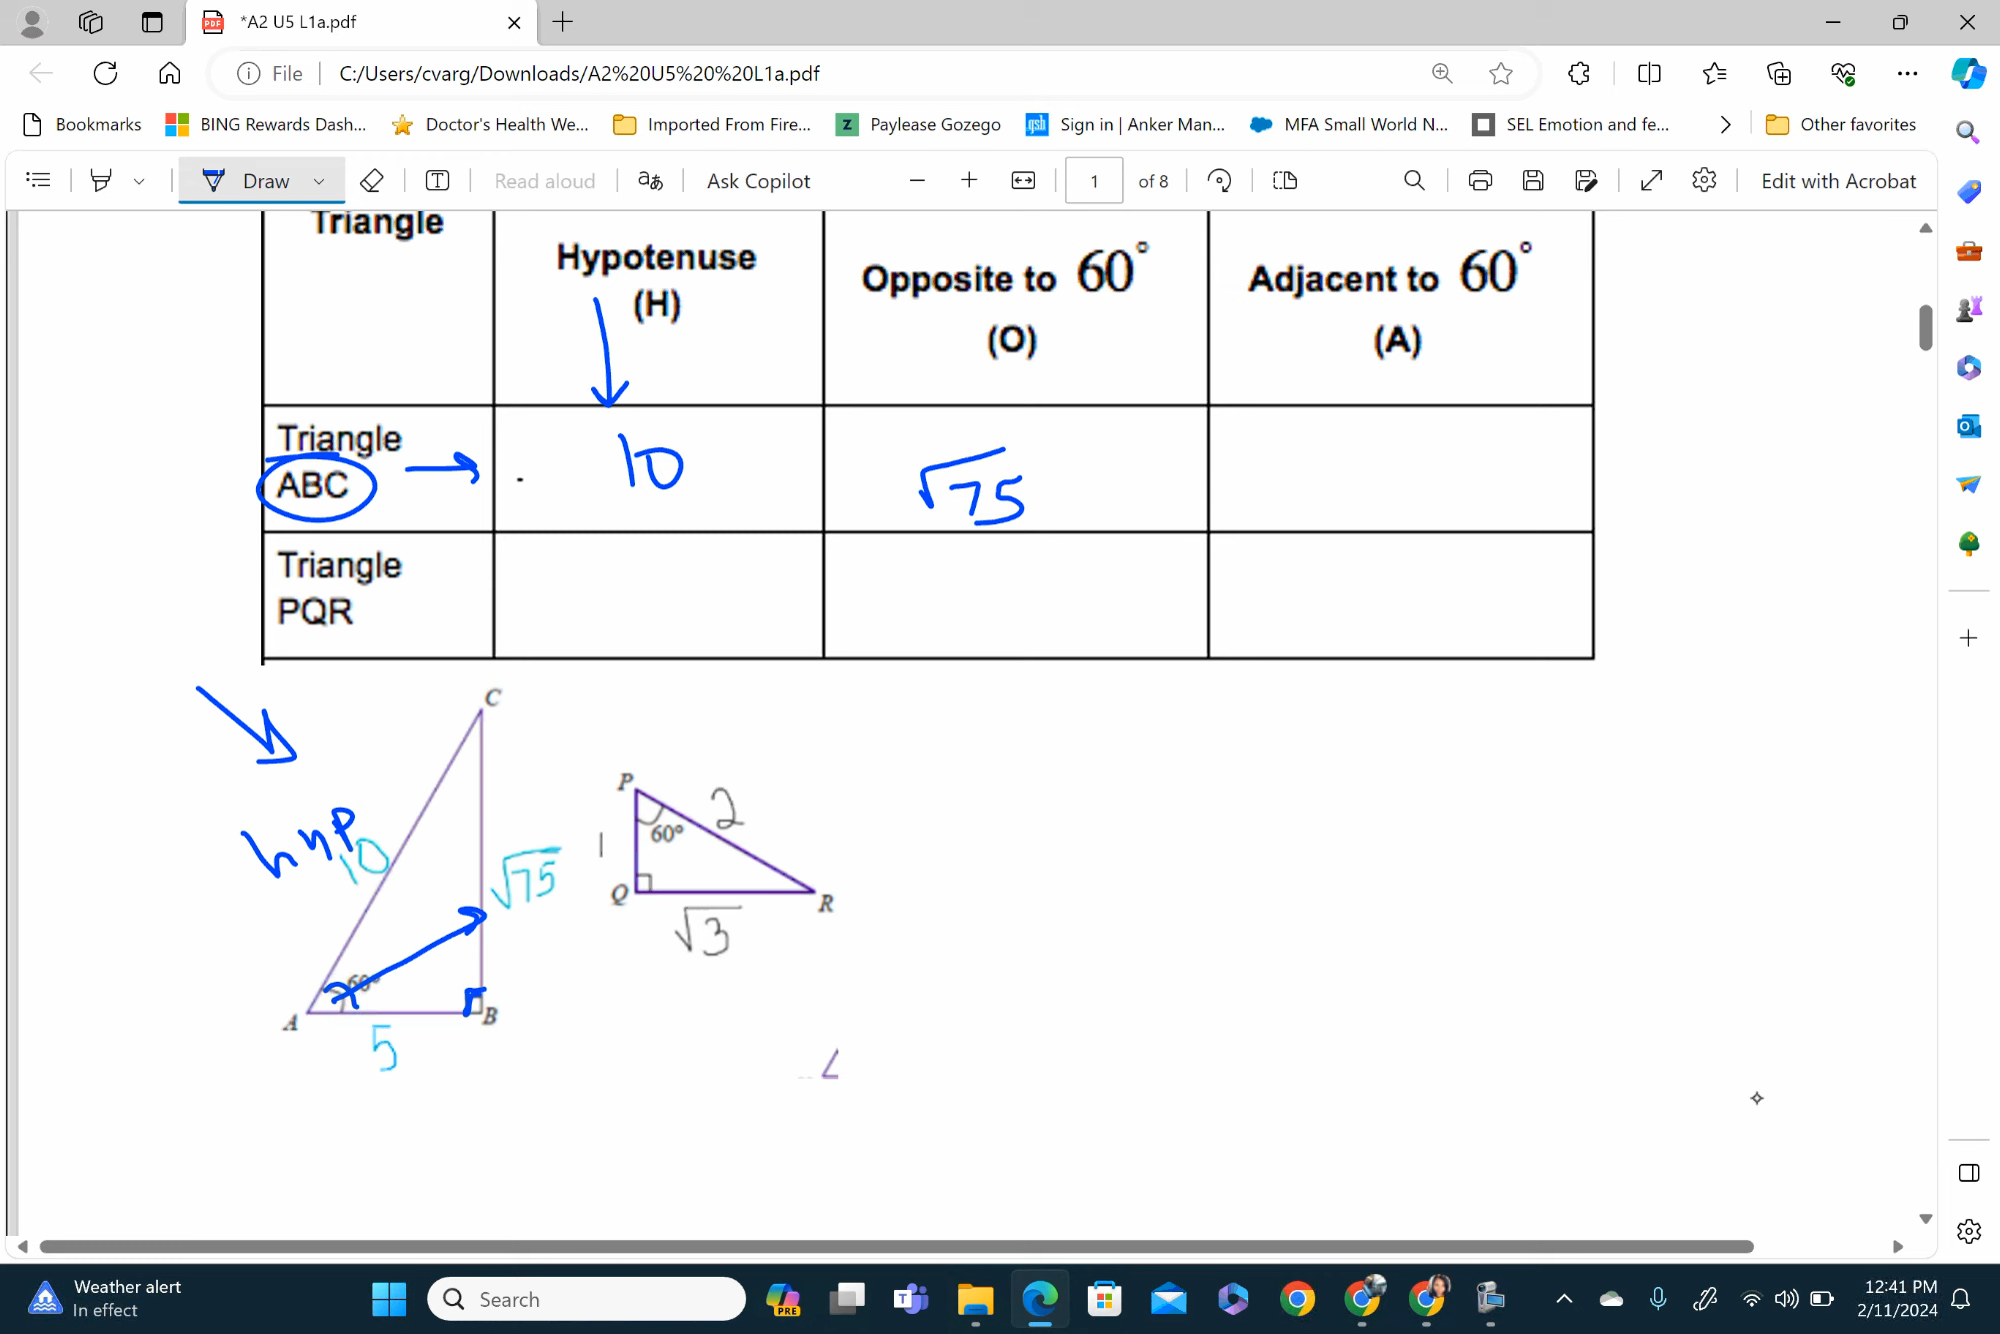 *A2 U5 L1a.pdf
File
C:/Users/cvarg/Downloads/A2%20U5%20%20L1a.pdf
Bookmarks
BING Rewards Dash...
Doctor's Health We...
Imported From Fire...
Paylease Gozego
Sign in | Anker Man...
MFA Small World N...
SEL Emotion and fe...
Other favorites
Draw
Read aloud
Ask Copilot
1
of 8
Edit with Acrobat
Triangle
Hypotenuse
(H)
Opposite to 60°
(O)
Adjacent to 60°
(A)
Triangle
ABC
10
√75
Triangle
PQR
C
hyp
10
√75
60°
A
B
5
P
2
60°
1
Q
R
√3
Weather alert
In effect
Search
PRE
12:41 PM
2/11/2024